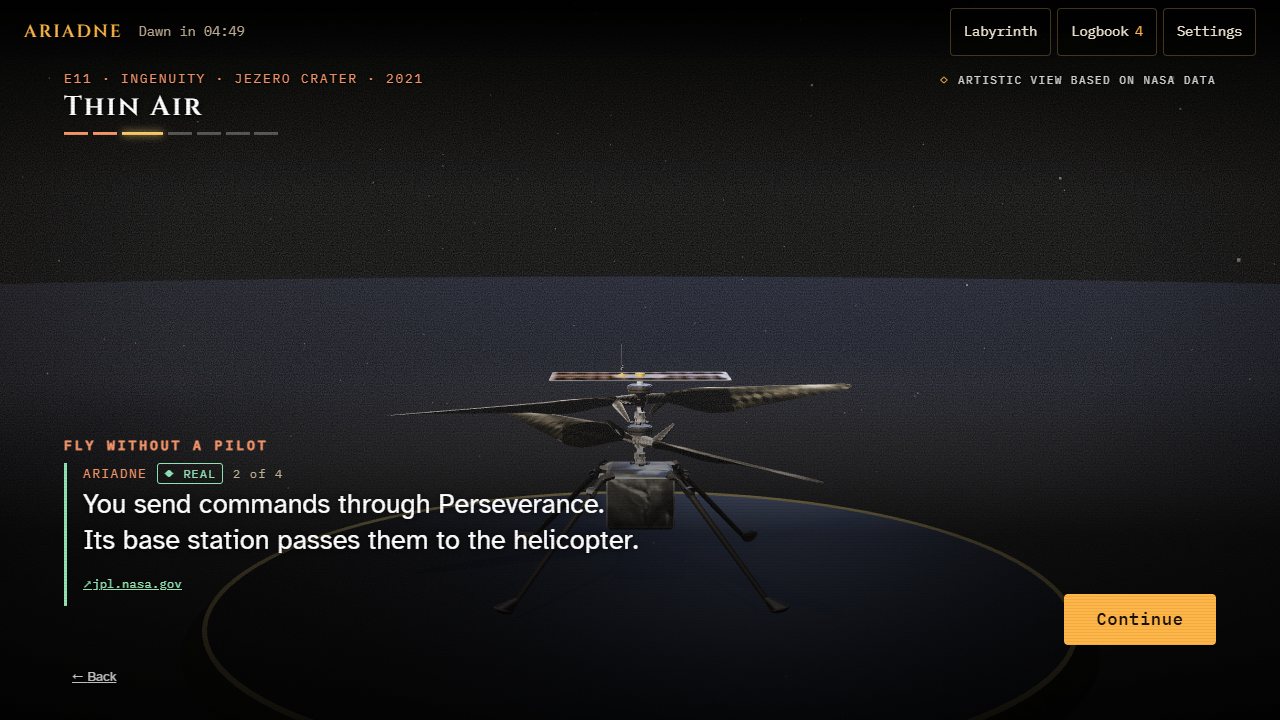 ARIADNE Dawn in 04:49 Labyrinth Logbook 4 Settings
E11 · INGENUITY · JEZERO CRATER · 2021
◇ ARTISTIC VIEW BASED ON NASA DATA
Thin Air
FLY WITHOUT A PILOT
ARIADNE ◆ REAL 2 of 4
You send commands through Perseverance.
Its base station passes them to the helicopter.
↗jpl.nasa.gov
Continue
← Back